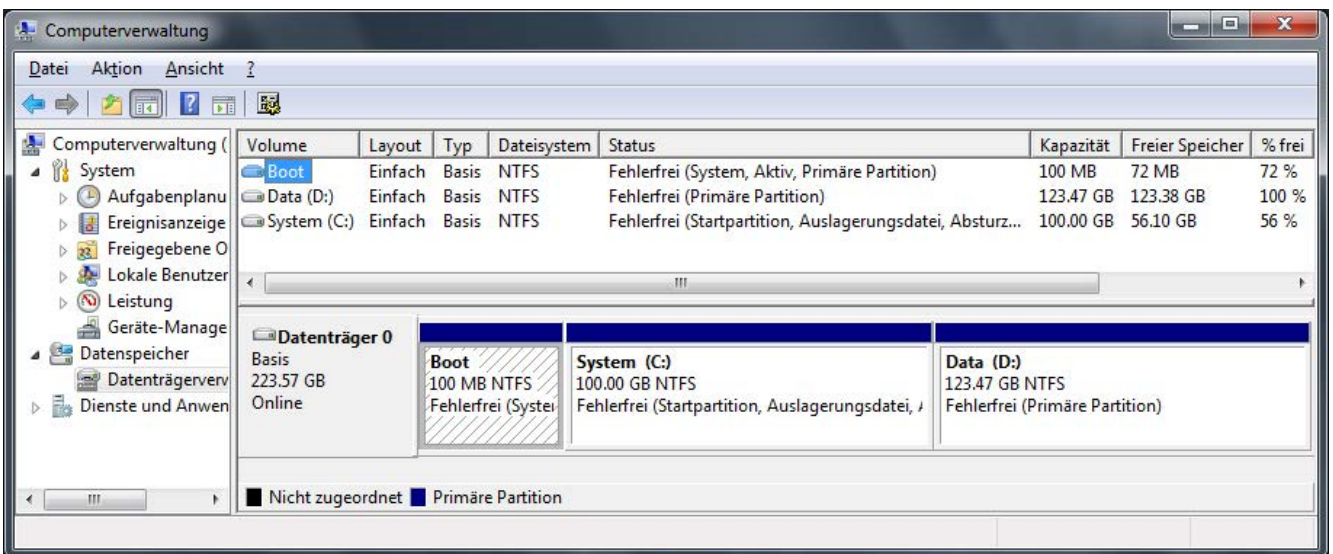 Computerverwaltung
Datei Aktion Ansicht ?
Computerverwaltung (
System
Aufgabenplanu
Ereignisanzeige
Freigegebene O
Lokale Benutzer
Leistung
Geräte-Manage
Datenspeicher
Datenträgerverv
Dienste und Anwen
Volume Layout Typ Dateisystem Status Kapazität Freier Speicher % frei
Boot Einfach Basis NTFS Fehlerfrei (System, Aktiv, Primäre Partition) 100 MB 72 MB 72 %
Data (D:) Einfach Basis NTFS Fehlerfrei (Primäre Partition) 123.47 GB 123.38 GB 100 %
System (C:) Einfach Basis NTFS Fehlerfrei (Startpartition, Auslagerungsdatei, Absturz... 100.00 GB 56.10 GB 56 %
Datenträger 0
Basis
223.57 GB
Online
Boot
100 MB NTFS
Fehlerfrei (System
System (C:)
100.00 GB NTFS
Fehlerfrei (Startpartition, Auslagerungsdatei, A
Data (D:)
123.47 GB NTFS
Fehlerfrei (Primäre Partition)
Nicht zugeordnet Primäre Partition